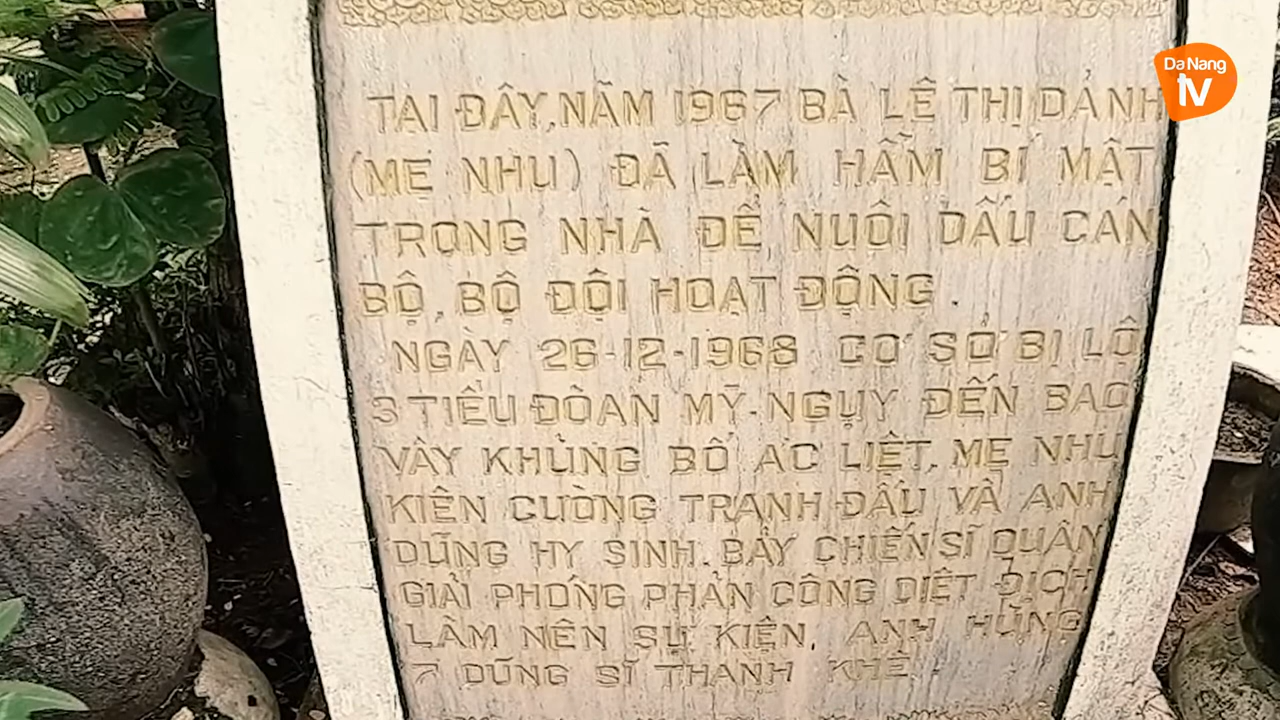 Da Nang
tv
TẠI ĐÂY, NĂM 1967 BÀ LÊ THỊ DẢNH
(MẸ NHU) ĐÃ LÀM HẦM BÍ MẬT
TRONG NHÀ ĐỂ NUÔI DẤU CÁN
BỘ, BỘ ĐỘI HOẠT ĐỘNG
NGÀY 26-12-1968 CƠ SỞ BỊ LỘ
3 TIỂU ĐOÀN MỸ-NGỤY ĐẾN BAO
VÂY KHỦNG BỐ ÁC LIỆT, MẸ NHU
KIÊN CƯỜNG TRANH ĐẤU VÀ ANH
DŨNG HY SINH. BẢY CHIẾN SĨ QUÂN
GIẢI PHÓNG PHẢN CÔNG DIỆT ĐỊCH
LÀM NÊN SỰ KIỆN, ANH HÙNG
7 DŨNG SĨ THANH KHÊ